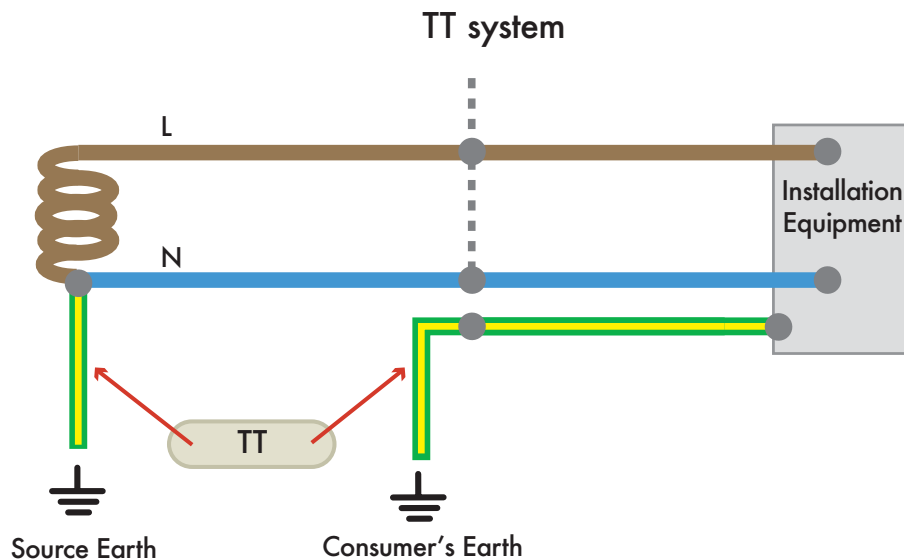 TT system
L
Installation
Equipment
N
TT
Source Earth
Consumer's Earth